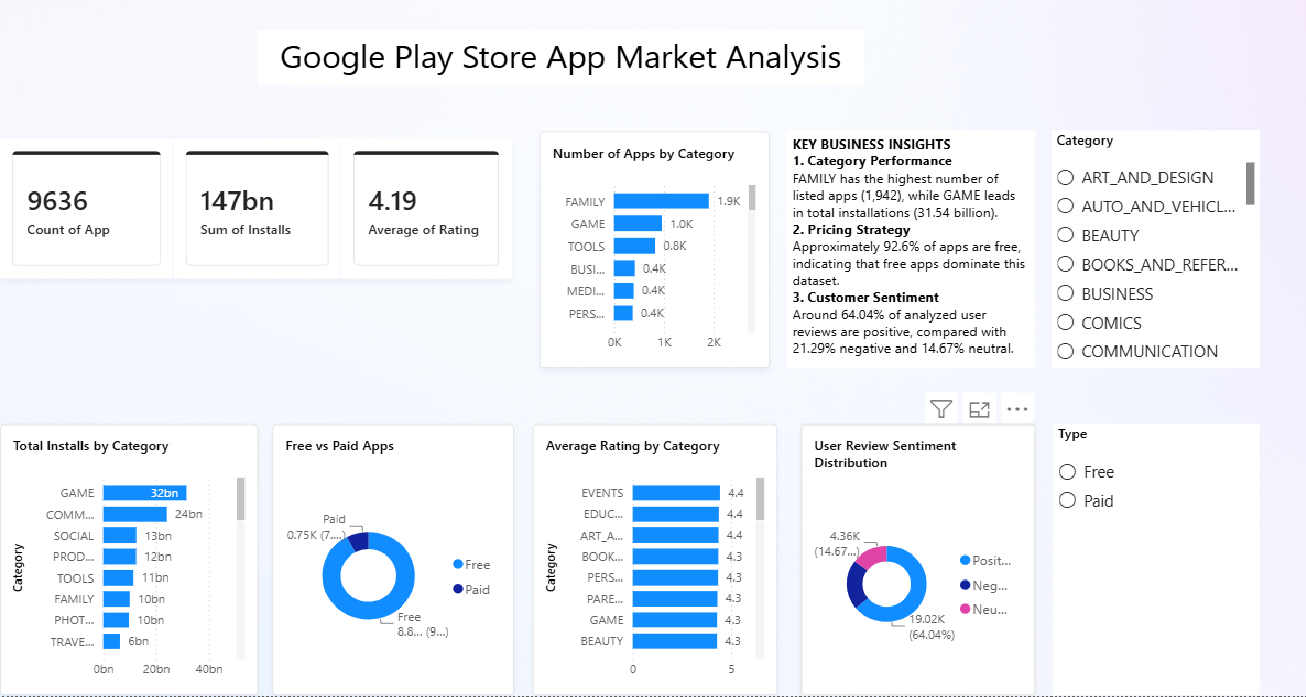 Google Play Store App Market Analysis
9636
Count of App
147bn
Sum of Installs
4.19
Average of Rating
Number of Apps by Category
FAMILY 1.9K
GAME 1.0K
TOOLS 0.8K
BUSI... 0.4K
MEDI... 0.4K
PERS... 0.4K
0K 1K 2K
KEY BUSINESS INSIGHTS
1. Category Performance
FAMILY has the highest number of
listed apps (1,942), while GAME leads
in total installations (31.54 billion).
2. Pricing Strategy
Approximately 92.6% of apps are free,
indicating that free apps dominate this
dataset.
3. Customer Sentiment
Around 64.04% of analyzed user
reviews are positive, compared with
21.29% negative and 14.67% neutral.
Category
ART_AND_DESIGN
AUTO_AND_VEHICL...
BEAUTY
BOOKS_AND_REFER...
BUSINESS
COMICS
COMMUNICATION
Total Installs by Category
Category
GAME 32bn
COMM... 24bn
SOCIAL 13bn
PROD... 12bn
TOOLS 11bn
FAMILY 10bn
PHOT... 10bn
TRAVE... 6bn
0bn 20bn 40bn
Free vs Paid Apps
Paid
0.75K (7....)
Free
8.8... (9...)
Free
Paid
Average Rating by Category
Category
EVENTS 4.4
EDUC... 4.4
ART_A... 4.4
BOOK... 4.3
PERS... 4.3
PARE... 4.3
GAME 4.3
BEAUTY 4.3
0 5
User Review Sentiment
Distribution
4.36K
(14.67...)
19.02K
(64.04%)
Posit...
Neg...
Neu...
Type
Free
Paid